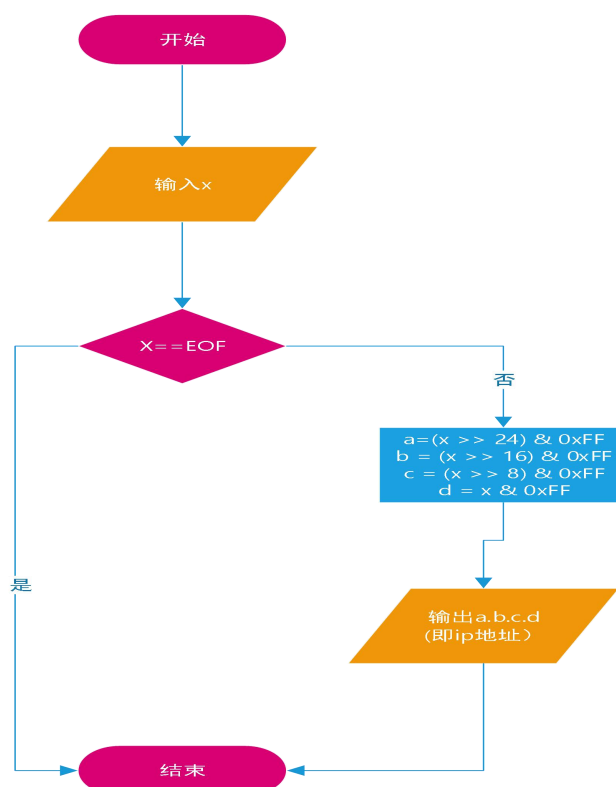 开始
输入x
X==EOF
否
a=(x >> 24) & 0xFF
b = (x >> 16) & 0xFF
c = (x >> 8) & 0xFF
d = x & 0xFF
是
输出a.b.c.d
(即ip地址）
结束